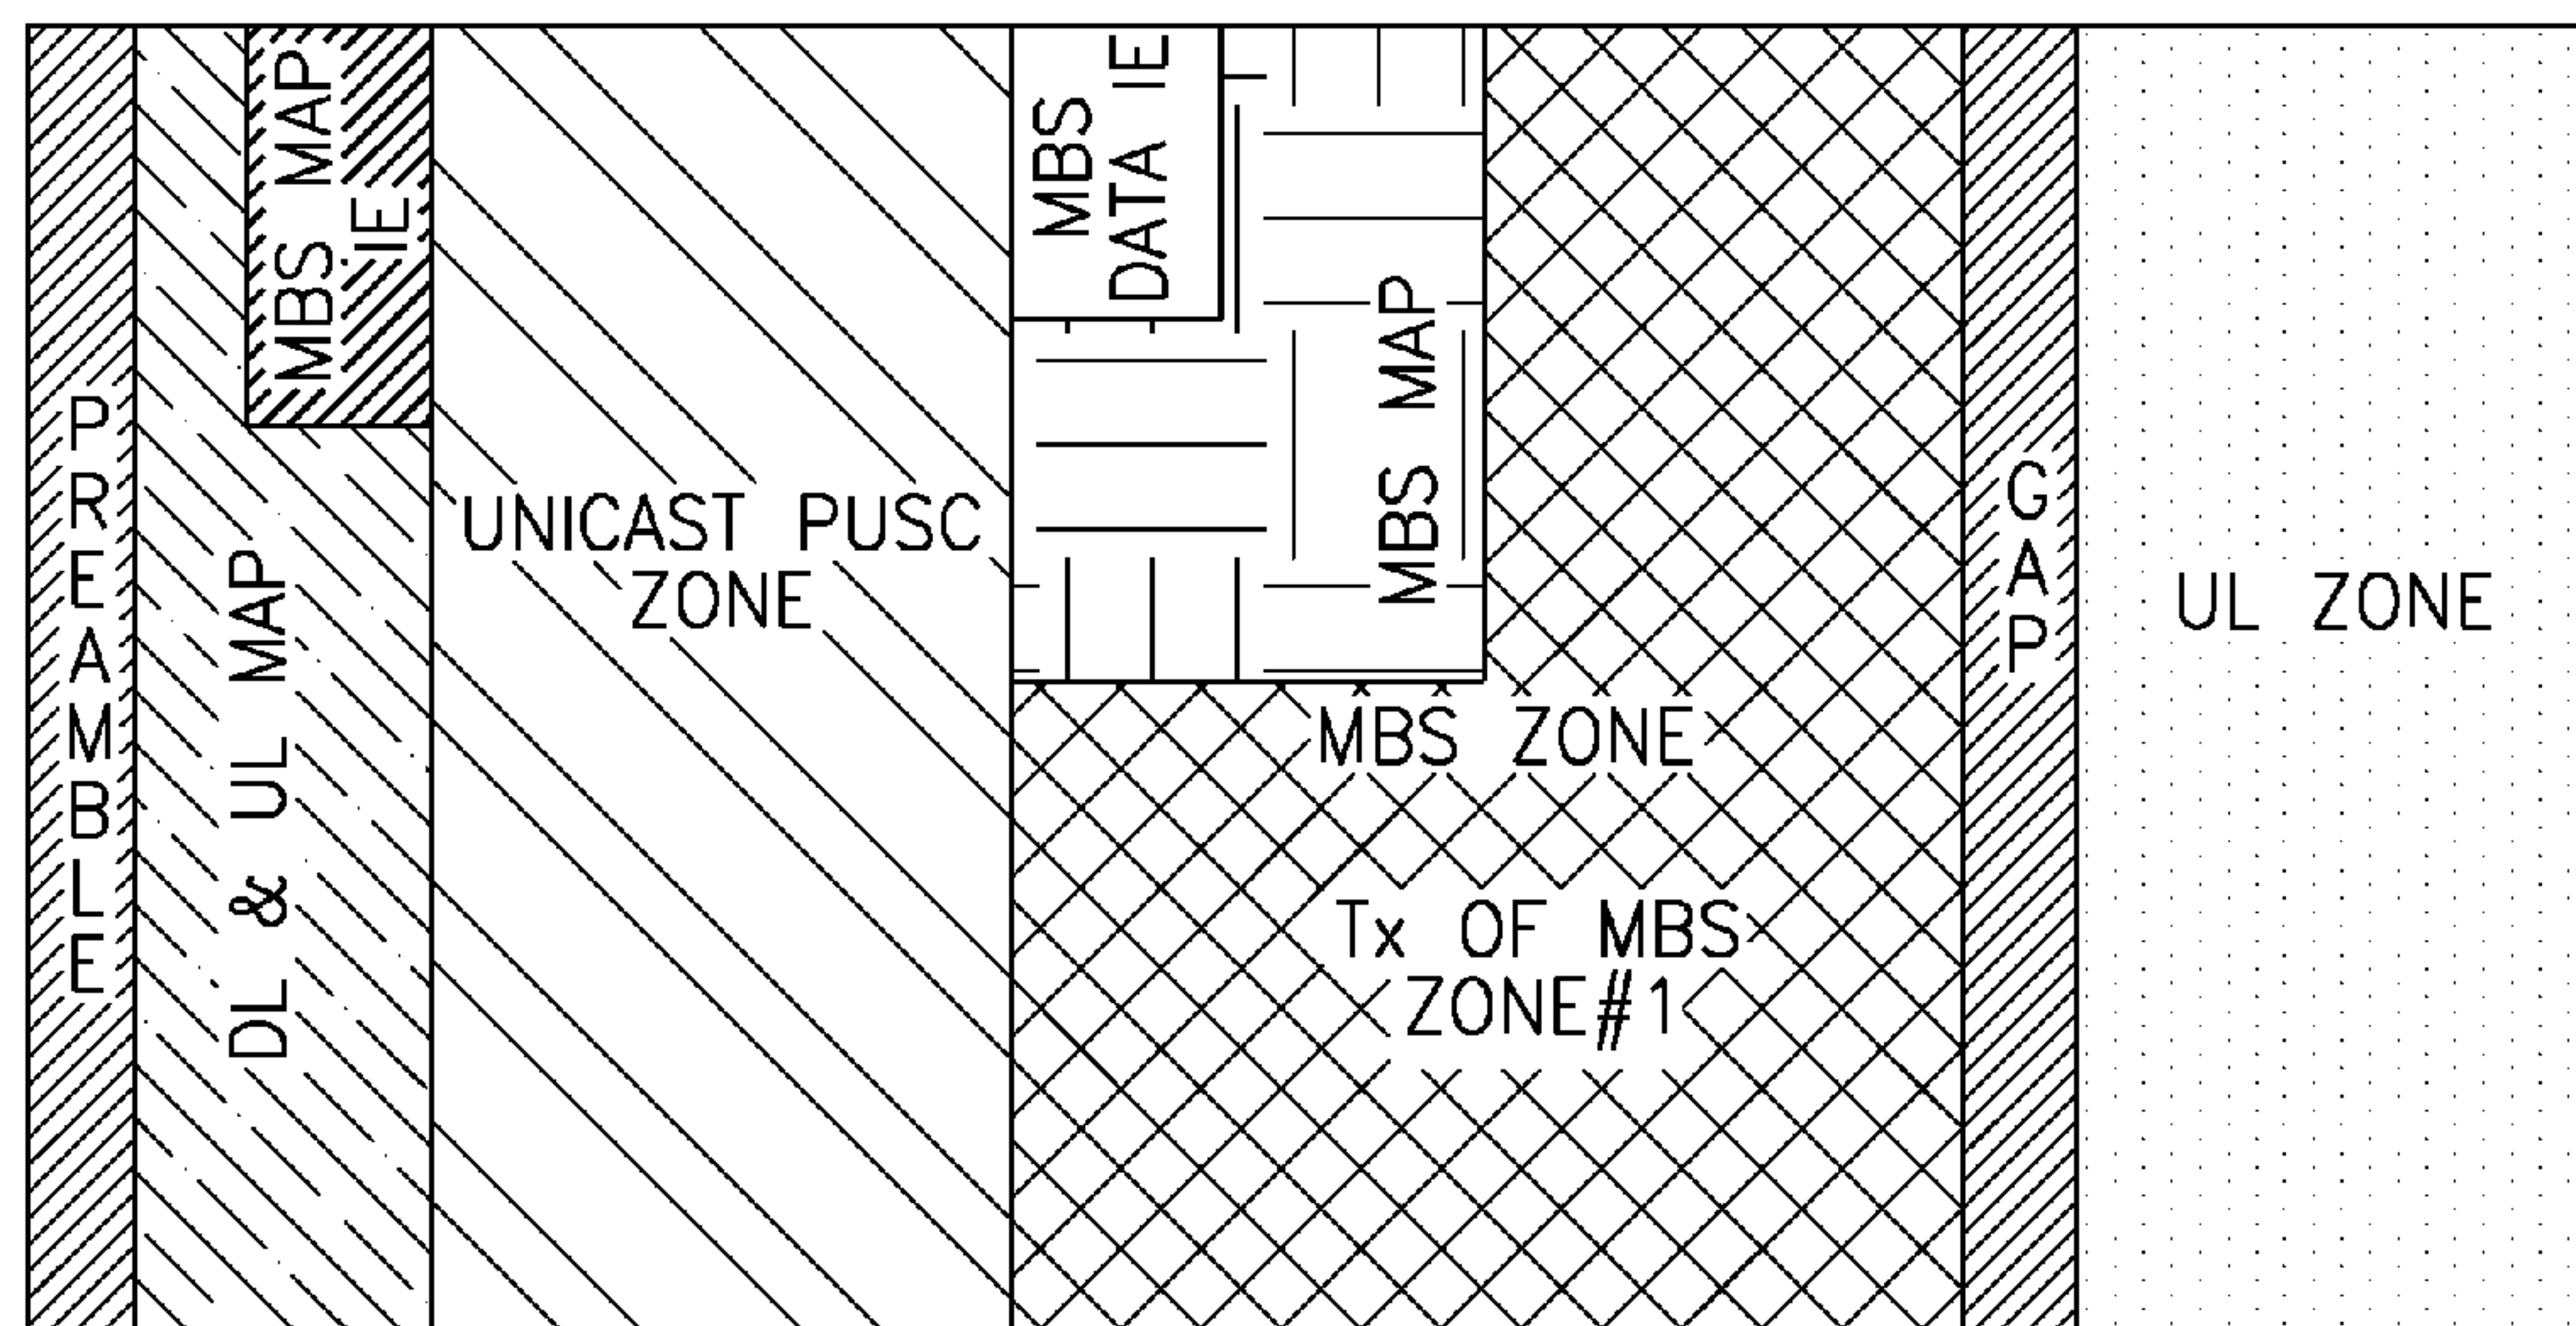 PREAMBLE
DL & UL MAP
MBS MAP
IE
UNICAST PUSC
ZONE
MBS
DATA IE
MBS MAP
MBS ZONE
Tx OF MBS
ZONE#1
GAP
UL ZONE